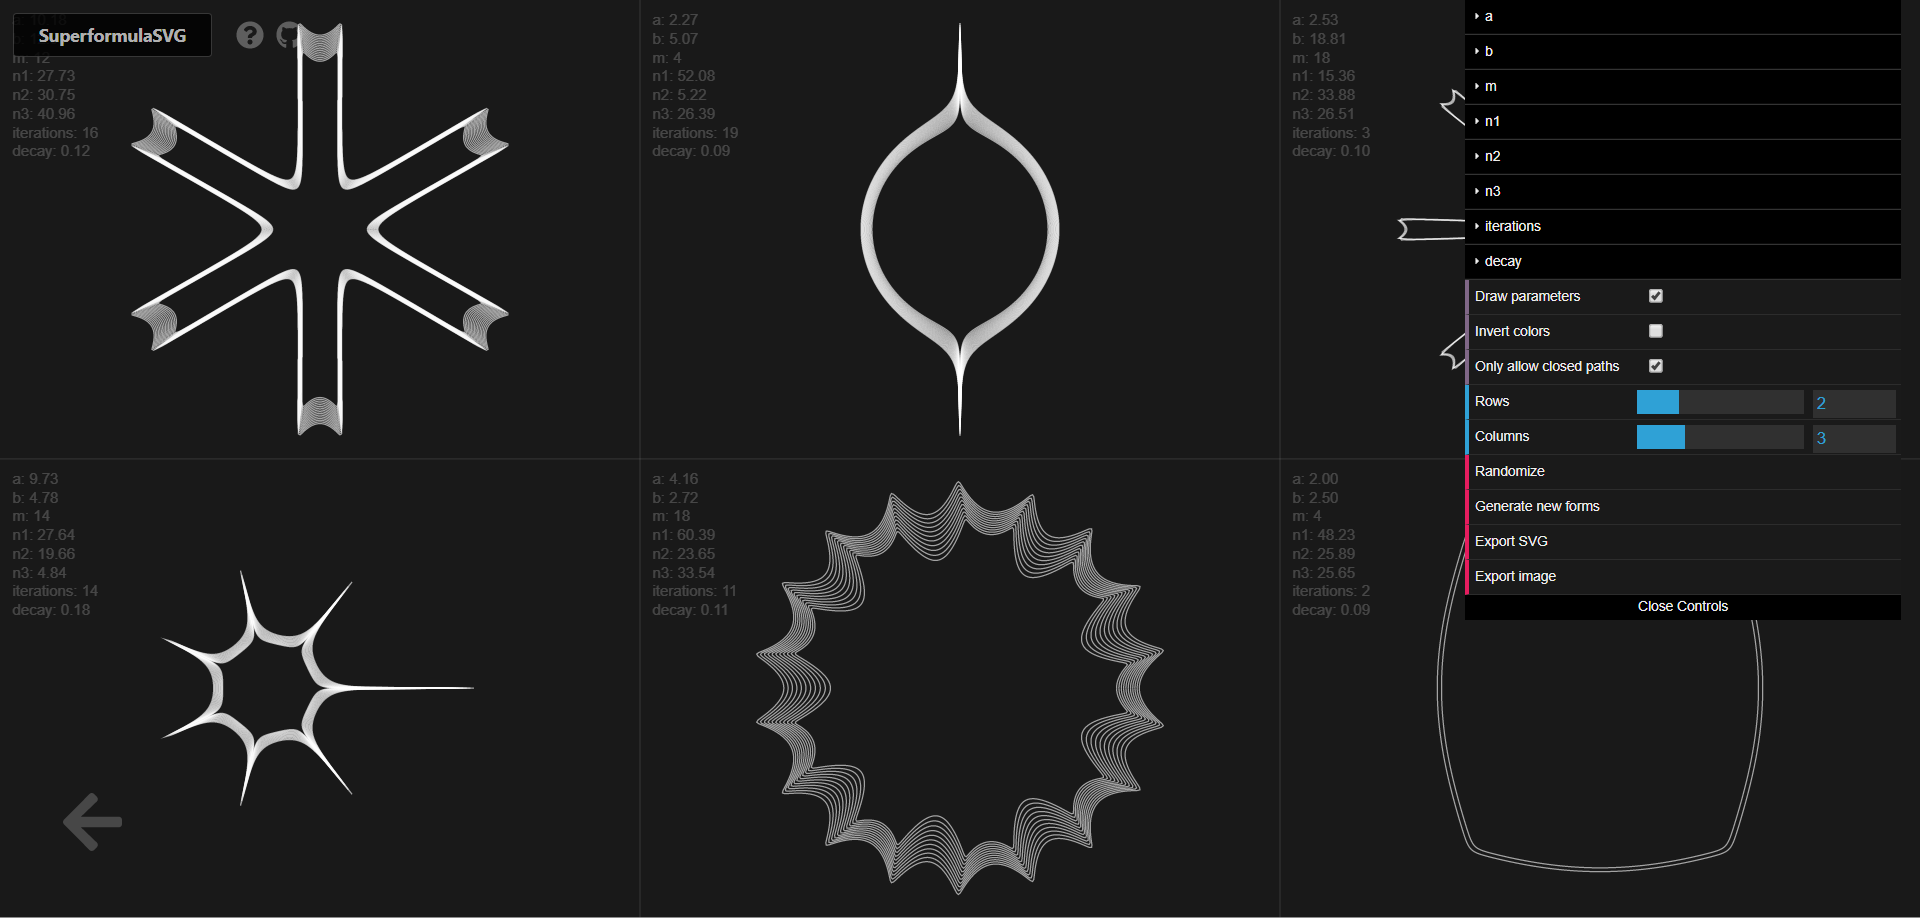 SuperformulaSVG
a: 10.18
m: 12
n1: 27.73
n2: 30.75
n3: 40.96
iterations: 16
decay: 0.12
a: 2.27
b: 5.07
m: 4
n1: 52.08
n2: 5.22
n3: 26.39
iterations: 19
decay: 0.09
a: 2.53
b: 18.81
m: 18
n1: 15.36
n2: 33.88
n3: 26.51
iterations: 3
decay: 0.10
a: 9.73
b: 4.78
m: 14
n1: 27.64
n2: 19.66
n3: 4.84
iterations: 14
decay: 0.18
a: 4.16
b: 2.72
m: 18
n1: 60.39
n2: 23.65
n3: 33.54
iterations: 11
decay: 0.11
a: 2.00
b: 2.50
m: 4
n1: 48.23
n2: 25.89
n3: 25.65
iterations: 2
decay: 0.09
a
b
m
n1
n2
n3
iterations
decay
Draw parameters
Invert colors
Only allow closed paths
Rows 2
Columns 3
Randomize
Generate new forms
Export SVG
Export image
Close Controls